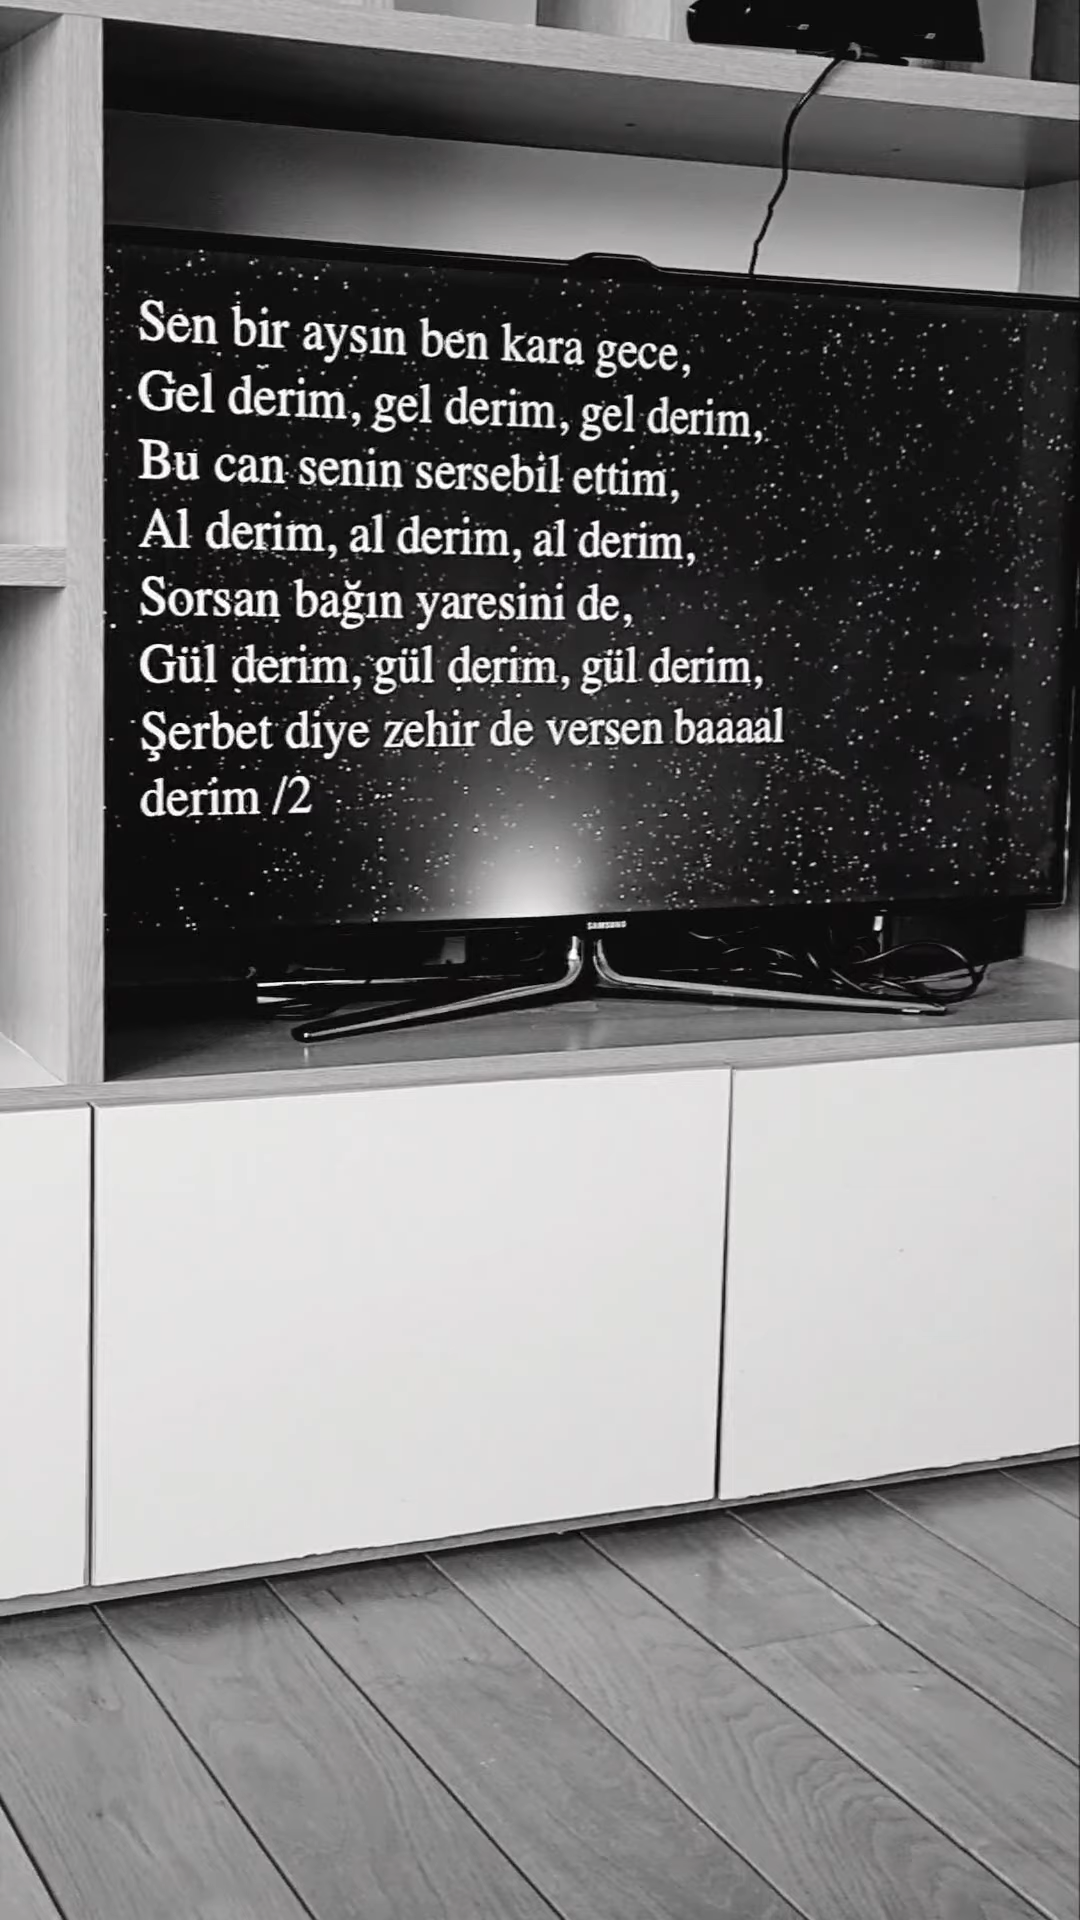 Sen bir aysın ben kara gece,
Gel derim, gel derim, gel derim,
Bu can senin sersebil ettim,
Al derim, al derim, al derim,
Sorsan bağın yaresini de,
Gül derim, gül derim, gül derim,
Şerbet diye zehir de versen baaaal
derim /2
SAMSUNG